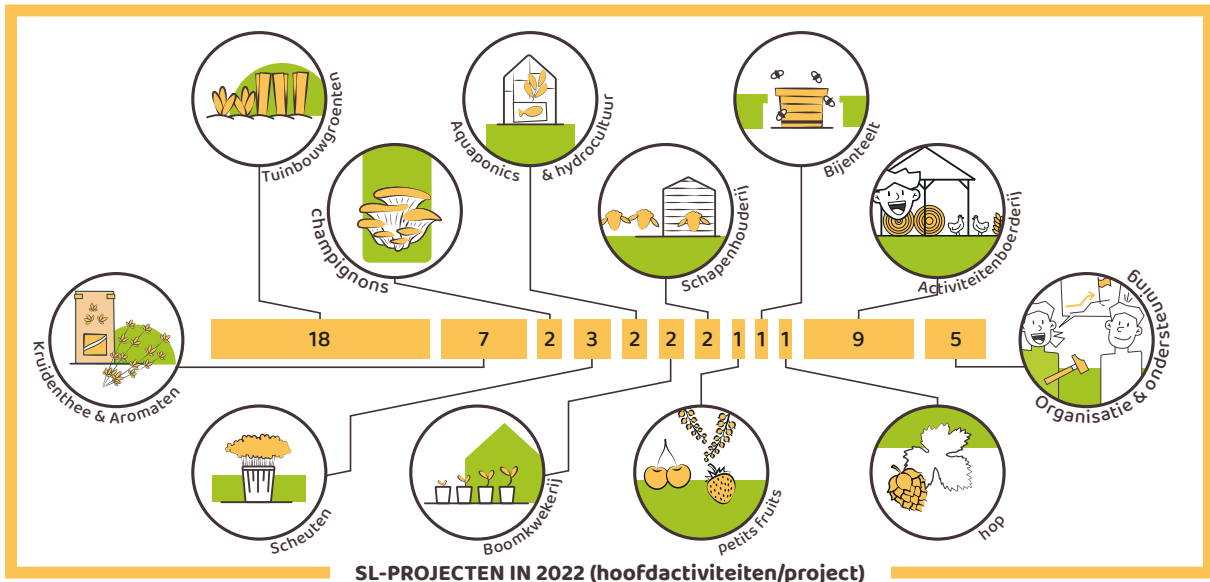 Tuinbouwgroenten
Aquaponics & hydrocultur
Bijenteelt
champignons
Schapenhouderij
Activiteitenboerderij
Kruidenthee & Aromaten
18 7 2 3 2 2 2 1 1 1 9 5
Organisatie & ondersteuning
Scheuten
Boomkwekerij
Petits fruits
hop
SL-PROJECTEN IN 2022 (hoofdactiviteiten/project)